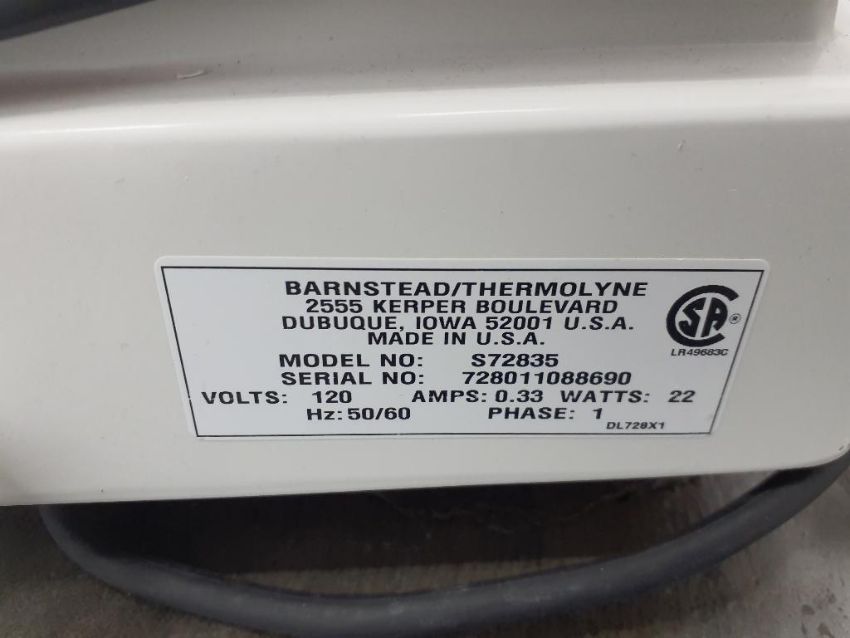 BARNSTEAD/THERMOLYNE
2555 KERPER BOULEVARD
DUBUQUE, IOWA 52001 U.S.A.
MADE IN U.S.A.
SA ®
LR49683C
MODEL NO: S72835
SERIAL NO: 728011088690
VOLTS: 120 AMPS: 0.33 WATTS: 22
Hz: 50/60 PHASE: 1
DL728X1